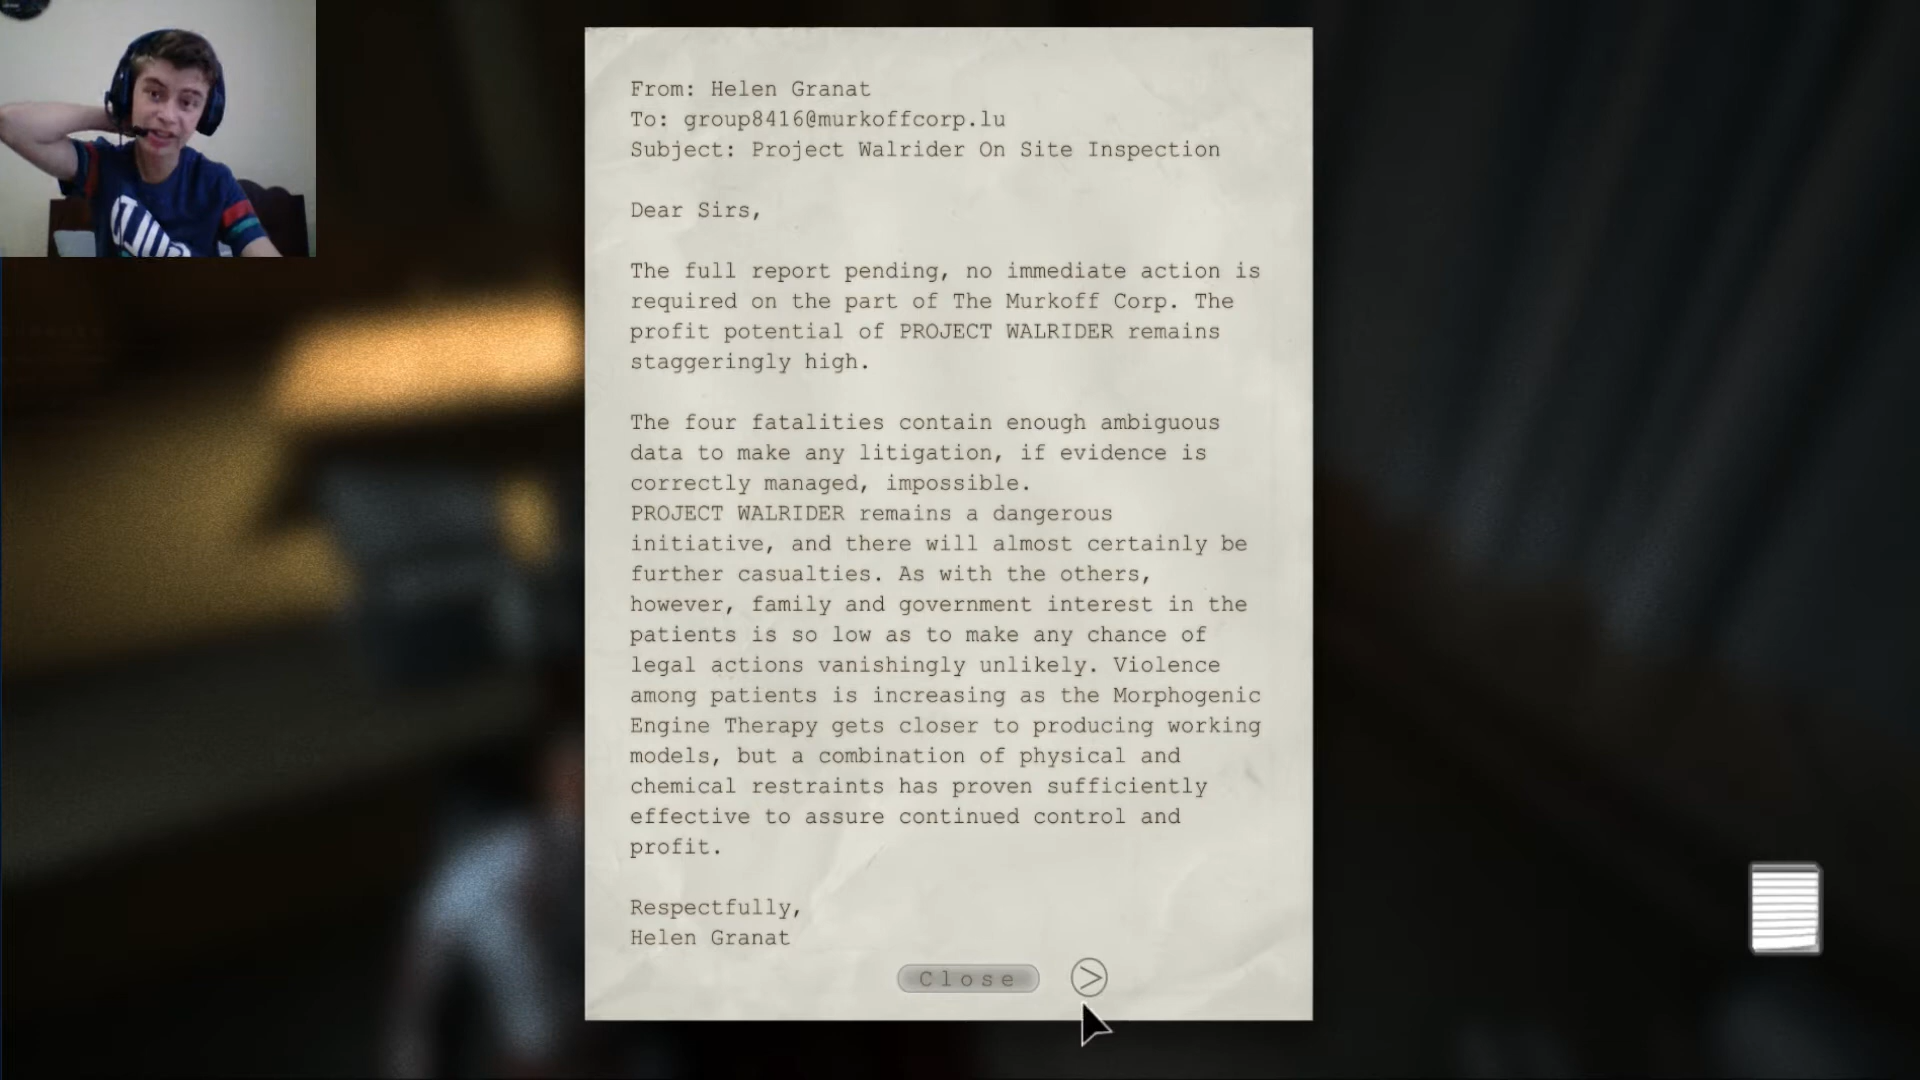 From: Helen Granat
To: group8416@murkoffcorp.lu
Subject: Project Walrider On Site Inspection
Dear Sirs,
The full report pending, no immediate action is
required on the part of The Murkoff Corp. The
profit potential of PROJECT WALRIDER remains
staggeringly high.
The four fatalities contain enough ambiguous
data to make any litigation, if evidence is
correctly managed, impossible.
PROJECT WALRIDER remains a dangerous
initiative, and there will almost certainly be
further casualties. As with the others,
however, family and government interest in the
patients is so low as to make any chance of
legal actions vanishingly unlikely. Violence
among patients is increasing as the Morphogenic
Engine Therapy gets closer to producing working
models, but a combination of physical and
chemical restraints has proven sufficiently
effective to assure continued control and
profit.
Respectfully,
Helen Granat
Close >